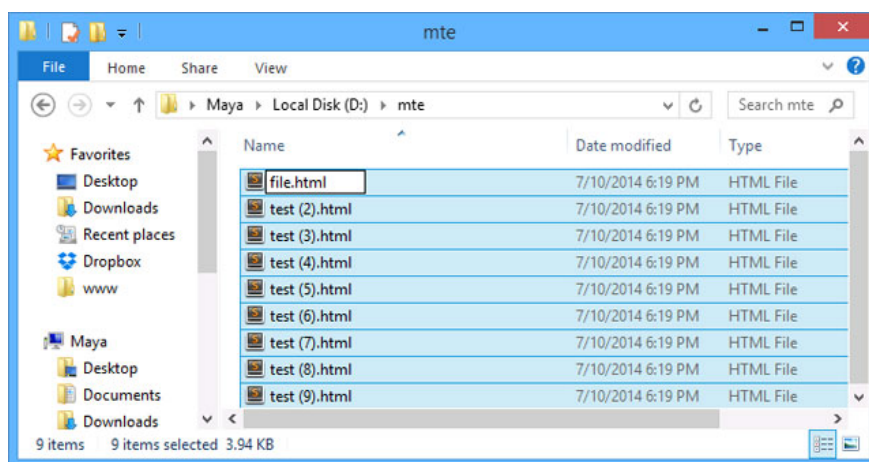 mte
File Home Share View
Maya Local Disk (D:) mte
Search mte
Favorites
Desktop
Downloads
Recent places
Dropbox
www
Maya
Desktop
Documents
Downloads
Name Date modified Type
file.html 7/10/2014 6:19 PM HTML File
test (2).html 7/10/2014 6:19 PM HTML File
test (3).html 7/10/2014 6:19 PM HTML File
test (4).html 7/10/2014 6:19 PM HTML File
test (5).html 7/10/2014 6:19 PM HTML File
test (6).html 7/10/2014 6:19 PM HTML File
test (7).html 7/10/2014 6:19 PM HTML File
test (8).html 7/10/2014 6:19 PM HTML File
test (9).html 7/10/2014 6:19 PM HTML File
9 items 9 items selected 3.94 KB